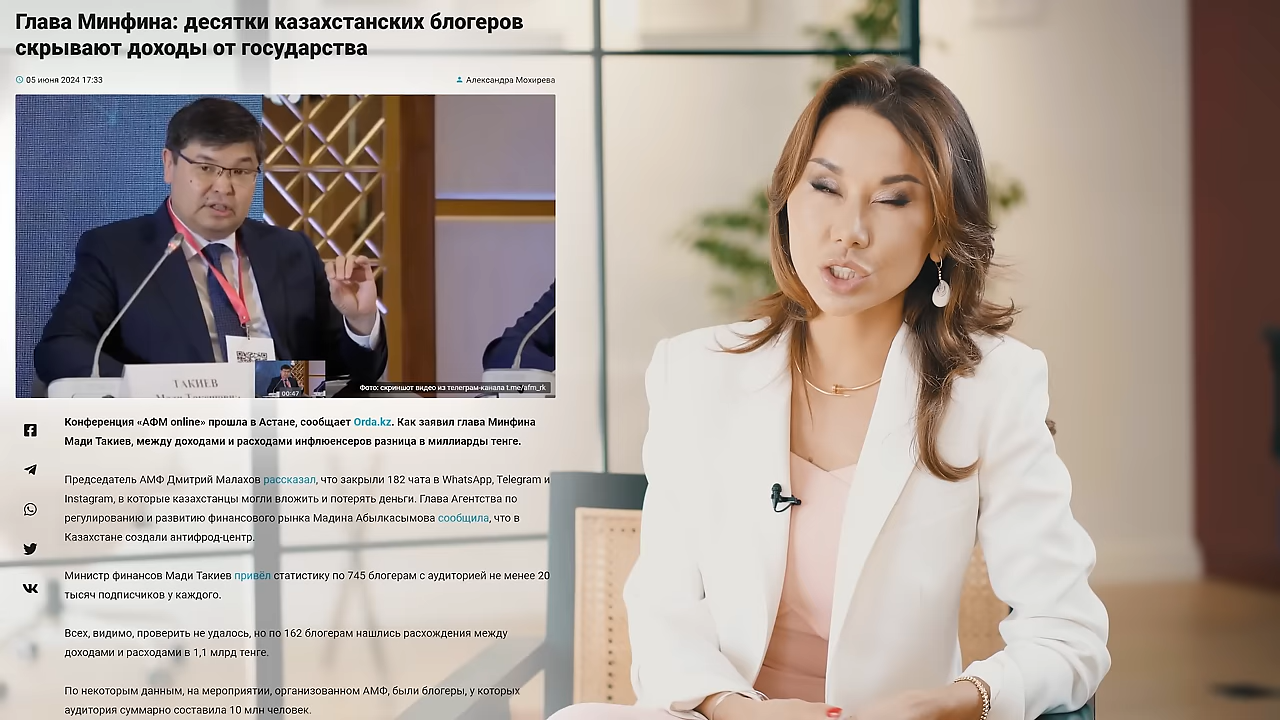 Глава Минфина: десятки казахстанских блогеров
скрывают доходы от государства
05 июня 2024 17:33
Александра Мохирева
ТАКИЕВ
00:47
Фото: скриншот видео из телеграм-канала t.me/afm_rk
Конференция «АФМ online» прошла в Астане, сообщает Orda.kz. Как заявил глава Минфина
Мади Такиев, между доходами и расходами инфлюенсеров разница в миллиарды тенге.
Председатель АМФ Дмитрий Малахов рассказал, что закрыли 182 чата в WhatsApp, Telegram и
Instagram, в которые казахстанцы могли вложить и потерять деньги. Глава Агентства по
регулированию и развитию финансового рынка Мадина Абылкасымова сообщила, что в
Казахстане создали антифрод-центр.
Министр финансов Мади Такиев привёл статистику по 745 блогерам с аудиторией не менее 20
тысяч подписчиков у каждого.
Всех, видимо, проверить не удалось, но по 162 блогерам нашлись расхождения между
доходами и расходами в 1,1 млрд тенге.
По некоторым данным, на мероприятии, организованном АМФ, были блогеры, у которых
аудитория суммарно составила 10 млн человек.